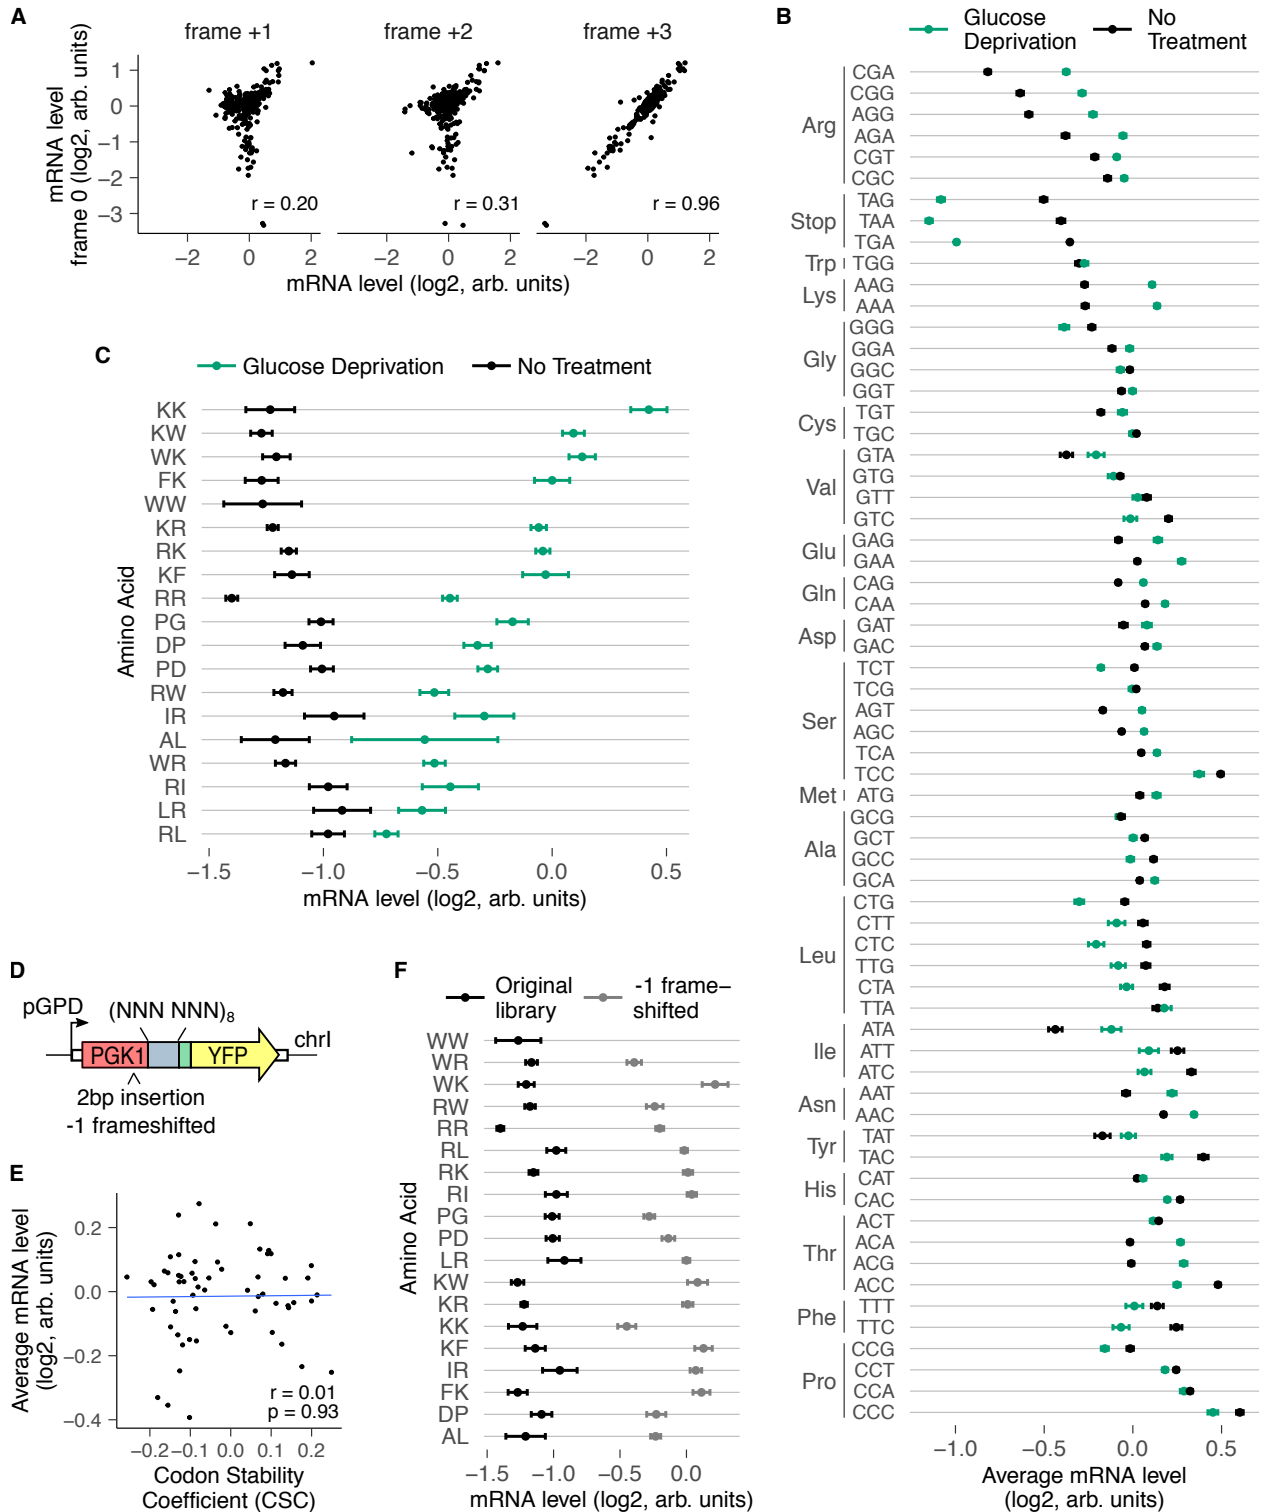 A
frame +1
frame +2
frame +3
mRNA level
frame 0 (log2, arb. units)
1
0
−1
−2
−3
r = 0.20
r = 0.31
r = 0.96
−2 0 2
−2 0 2
−2 0 2
mRNA level (log2, arb. units)
B
Glucose
Deprivation
No
Treatment
Arg
CGA
CGG
AGG
AGA
CGT
CGC
Stop
TAG
TAA
TGA
Trp
TGG
Lys
AAG
AAA
Gly
GGG
GGA
GGC
GGT
Cys
TGT
TGC
Val
GTA
GTG
GTT
GTC
Glu
GAG
GAA
Gln
CAG
CAA
Asp
GAT
GAC
Ser
TCT
TCG
AGT
AGC
TCA
TCC
Met
ATG
Ala
GCG
GCT
GCC
GCA
Leu
CTG
CTT
CTC
TTG
CTA
TTA
Ile
ATA
ATT
ATC
Asn
AAT
AAC
Tyr
TAT
TAC
His
CAT
CAC
Thr
ACT
ACA
ACG
ACC
Phe
TTT
TTC
Pro
CCG
CCT
CCA
CCC
−1.0 −0.5 0.0 0.5
Average mRNA level
(log2, arb. units)
C
Glucose Deprivation
No Treatment
Amino Acid
KK
KW
WK
FK
WW
KR
RK
KF
RR
PG
DP
PD
RW
IR
AL
WR
RI
LR
RL
−1.5 −1.0 −0.5 0.0 0.5
mRNA level (log2, arb. units)
D
pGPD
(NNN NNN)8
chrI
PGK1
YFP
2bp insertion
-1 frameshifted
E
Average mRNA level
(log2, arb. units)
0.2
0.0
−0.2
−0.4
r = 0.01
p = 0.93
−0.2 −0.1 0.0 0.1 0.2
Codon Stability
Coefficient (CSC)
F
Original
library
-1 frame−
shifted
Amino Acid
WW
WR
WK
RW
RR
RL
RK
RI
PG
PD
LR
KW
KR
KK
KF
IR
FK
DP
AL
−1.5 −1.0 −0.5 0.0
mRNA level (log2, arb. units)